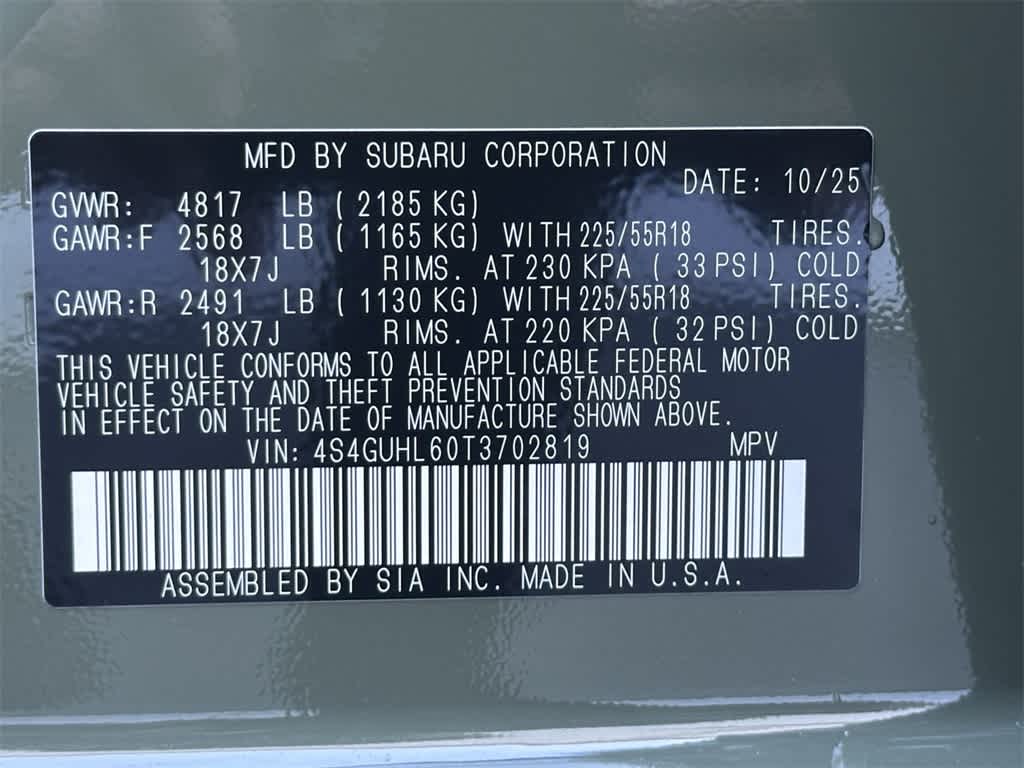 MFD BY SUBARU CORPORATION
DATE: 10/25
GVWR: 4817 LB ( 2185 KG)
GAWR:F 2568 LB ( 1165 KG) WITH 225/55R18 TIRES.
18X7J RIMS. AT 230 KPA ( 33 PSI) COLD
GAWR:R 2491 LB ( 1130 KG) WITH 225/55R18 TIRES.
18X7J RIMS. AT 220 KPA ( 32 PSI) COLD
THIS VEHICLE CONFORMS TO ALL APPLICABLE FEDERAL MOTOR
VEHICLE SAFETY AND THEFT PREVENTION STANDARDS
IN EFFECT ON THE DATE OF MANUFACTURE SHOWN ABOVE.
VIN: 4S4GUHL60T3702819 MPV
ASSEMBLED BY SIA INC. MADE IN U.S.A.